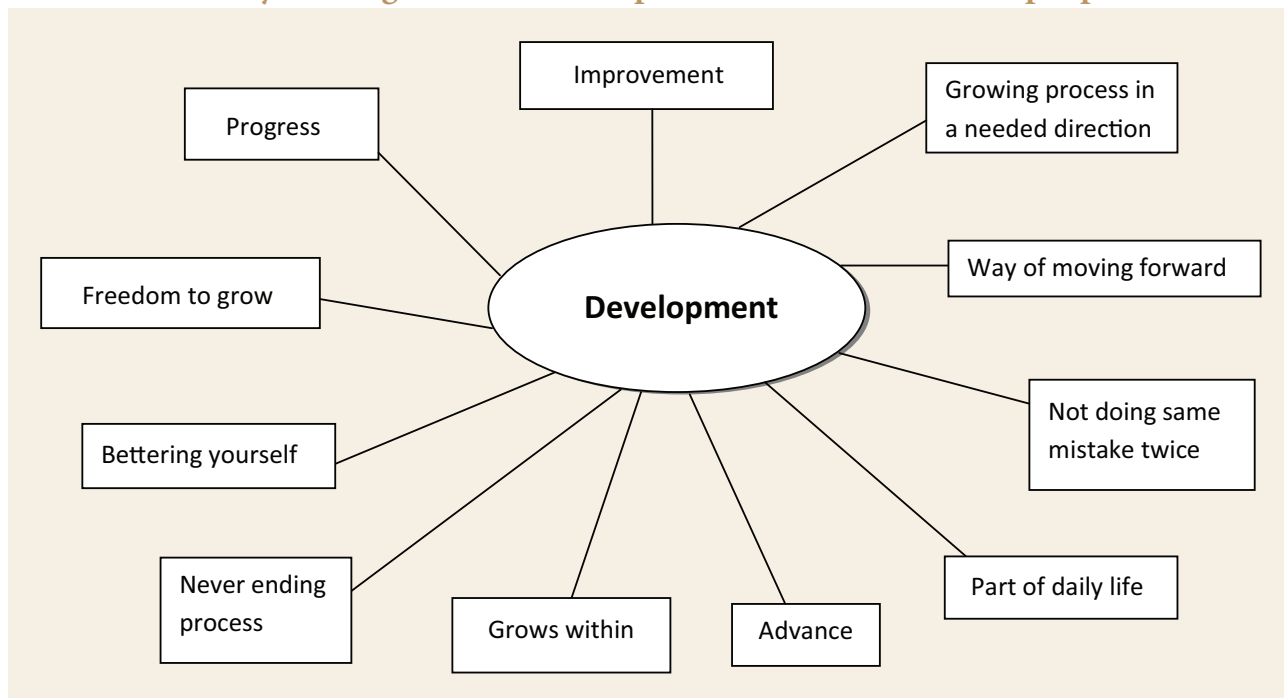 Improvement
Growing process in
a needed direction
Progress
Way of moving forward
Freedom to grow
Development
Not doing same
mistake twice
Bettering yourself
Never ending
process
Part of daily life
Grows within
Advance